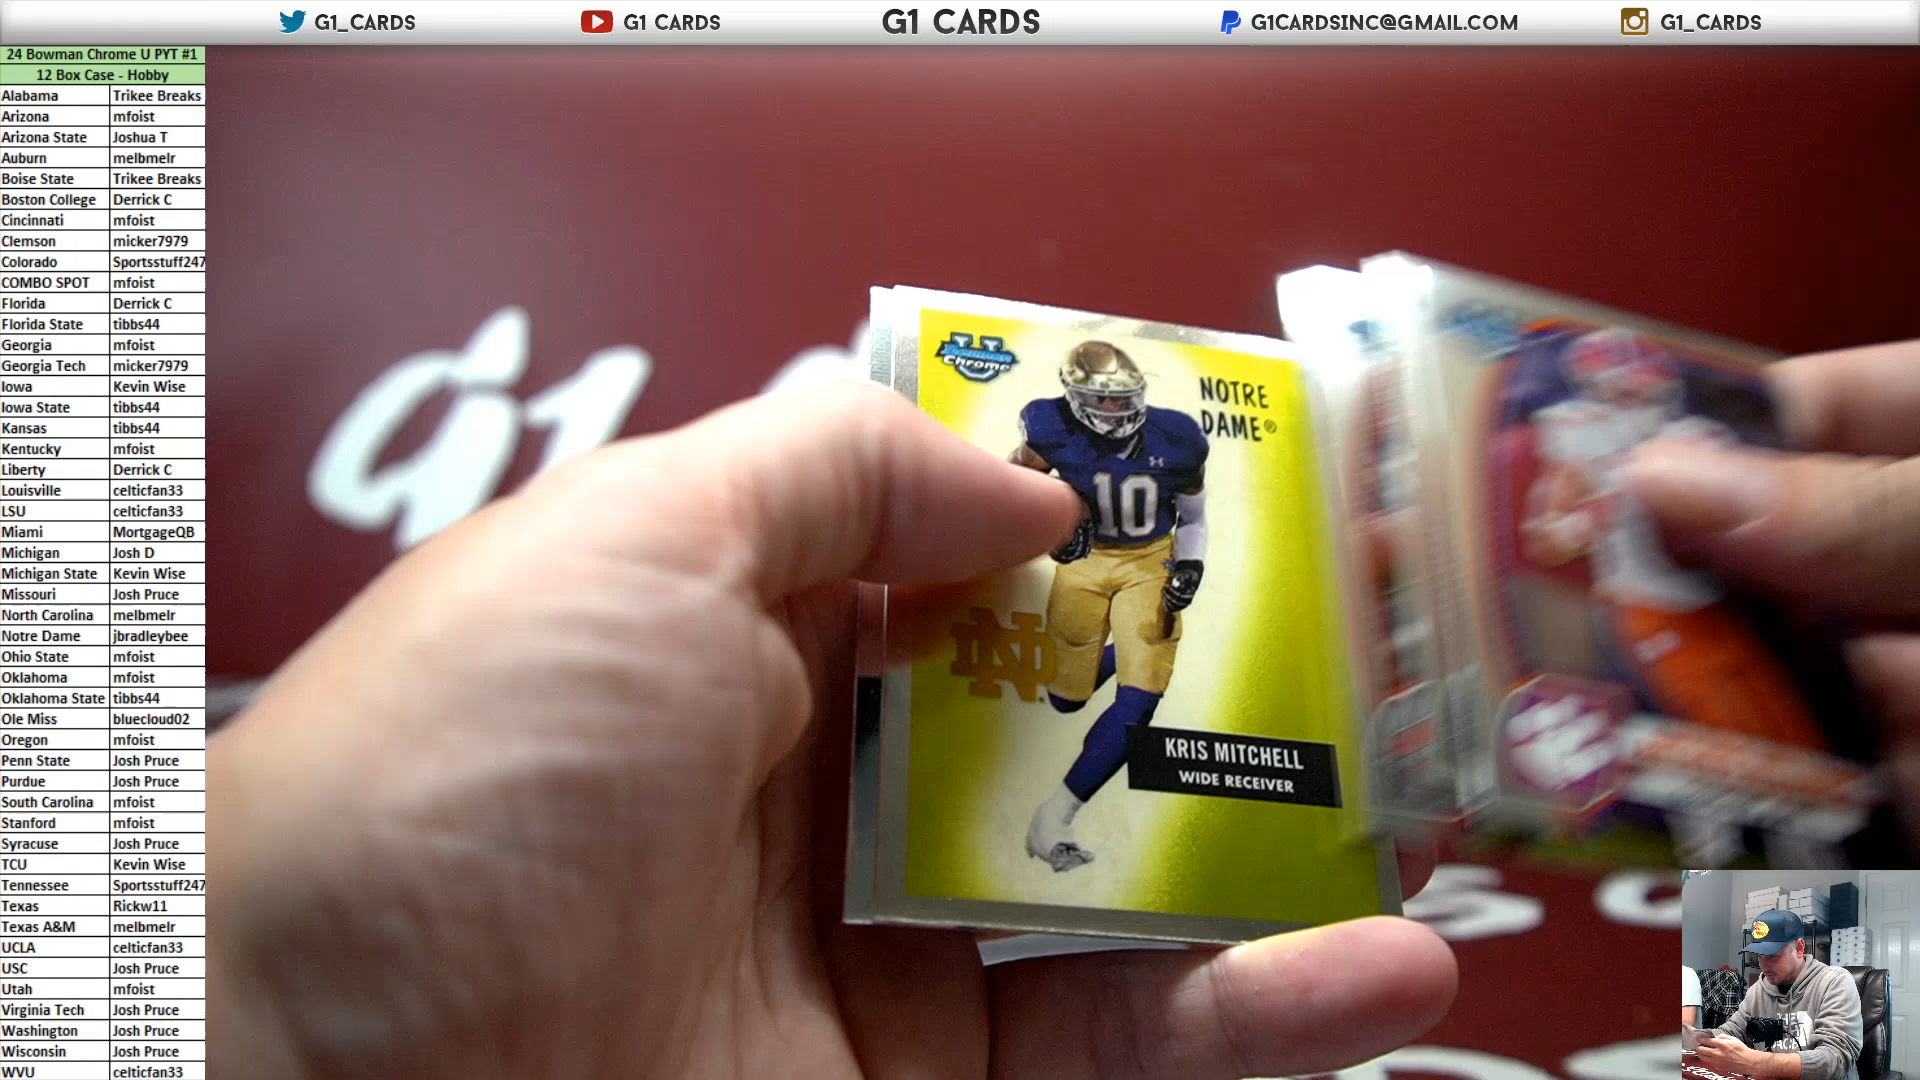 G1_CARDS G1 CARDS G1 CARDS G1CARDSINC@GMAIL.COM G1_CARDS
24 Bowman Chrome U PYT #1
12 Box Case - Hobby
Alabama Trikee Breaks
Arizona mfoist
Arizona State Joshua T
Auburn melbmelr
Boise State Trikee Breaks
Boston College Derrick C
Cincinnati mfoist
Clemson micker7979
Colorado Sportsstuff247
COMBO SPOT mfoist
Florida Derrick C
Florida State tibbs44
Georgia mfoist
Georgia Tech micker7979
Iowa Kevin Wise
Iowa State tibbs44
Kansas tibbs44
Kentucky mfoist
Liberty Derrick C
Louisville celticfan33
LSU celticfan33
Miami MortgageQB
Michigan Josh D
Michigan State Kevin Wise
Missouri Josh Pruce
North Carolina melbmelr
Notre Dame jbradleybee
Ohio State mfoist
Oklahoma mfoist
Oklahoma State tibbs44
Ole Miss bluecloud02
Oregon mfoist
Penn State Josh Pruce
Purdue Josh Pruce
South Carolina mfoist
Stanford mfoist
Syracuse Josh Pruce
TCU Kevin Wise
Tennessee Sportsstuff247
Texas Rickw11
Texas A&M melbmelr
UCLA celticfan33
USC Josh Pruce
Utah mfoist
Virginia Tech Josh Pruce
Washington Josh Pruce
Wisconsin Josh Pruce
WVU celticfan33
g1
U
Bowman
Chrome
NOTRE
DAME®
10
ND
KRIS MITCHELL
WIDE RECEIVER